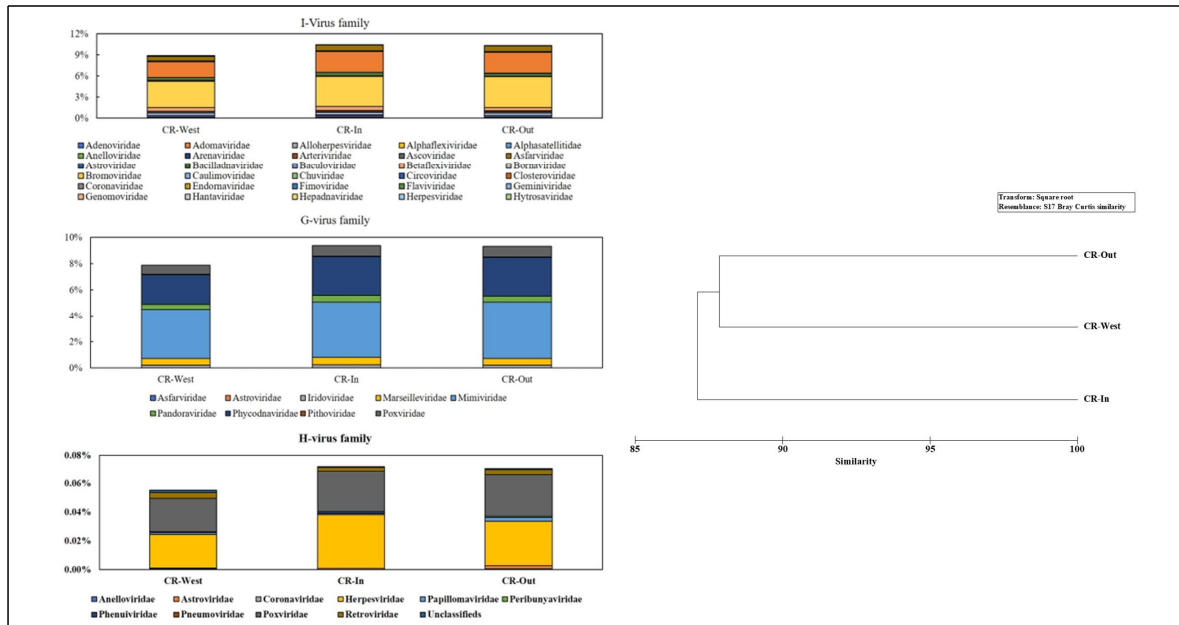 I-Virus family
12%
9%
6%
3%
0%
CR-West CR-In CR-Out
Adenoviridae Adomaviridae Alloherpesviridae Alphaflexiviridae Alphasatellitidae
Anelloviridae Arenaviridae Arteriviridae Ascoviridae Asfarviridae
Astroviridae Bacilladnaviridae Baculoviridae Betaflexiviridae Bornaviridae
Bromoviridae Caulimoviridae Chuviridae Circoviridae Closteroviridae
Coronaviridae Endornaviridae Fimoviridae Flaviviridae Geminiviridae
Genomoviridae Hantaviridae Hepadnaviridae Herpesviridae Hytrosaviridae
G-virus family
10%
8%
6%
4%
2%
0%
CR-West CR-In CR-Out
Asfarviridae Astroviridae Iridoviridae Marseilleviridae Mimiviridae
Pandoraviridae Phycodnaviridae Pithoviridae Poxviridae
H-virus family
0.08%
0.06%
0.04%
0.02%
0.00%
CR-West CR-In CR-Out
Anelloviridae Astroviridae Coronaviridae Herpesviridae Papillomaviridae Peribunyaviridae
Phenuiviridae Pneumoviridae Poxviridae Retroviridae Unclassifieds
Transform: Square root
Resemblance: S17 Bray Curtis similarity
CR-Out
CR-West
CR-In
85 90 95 100
Similarity